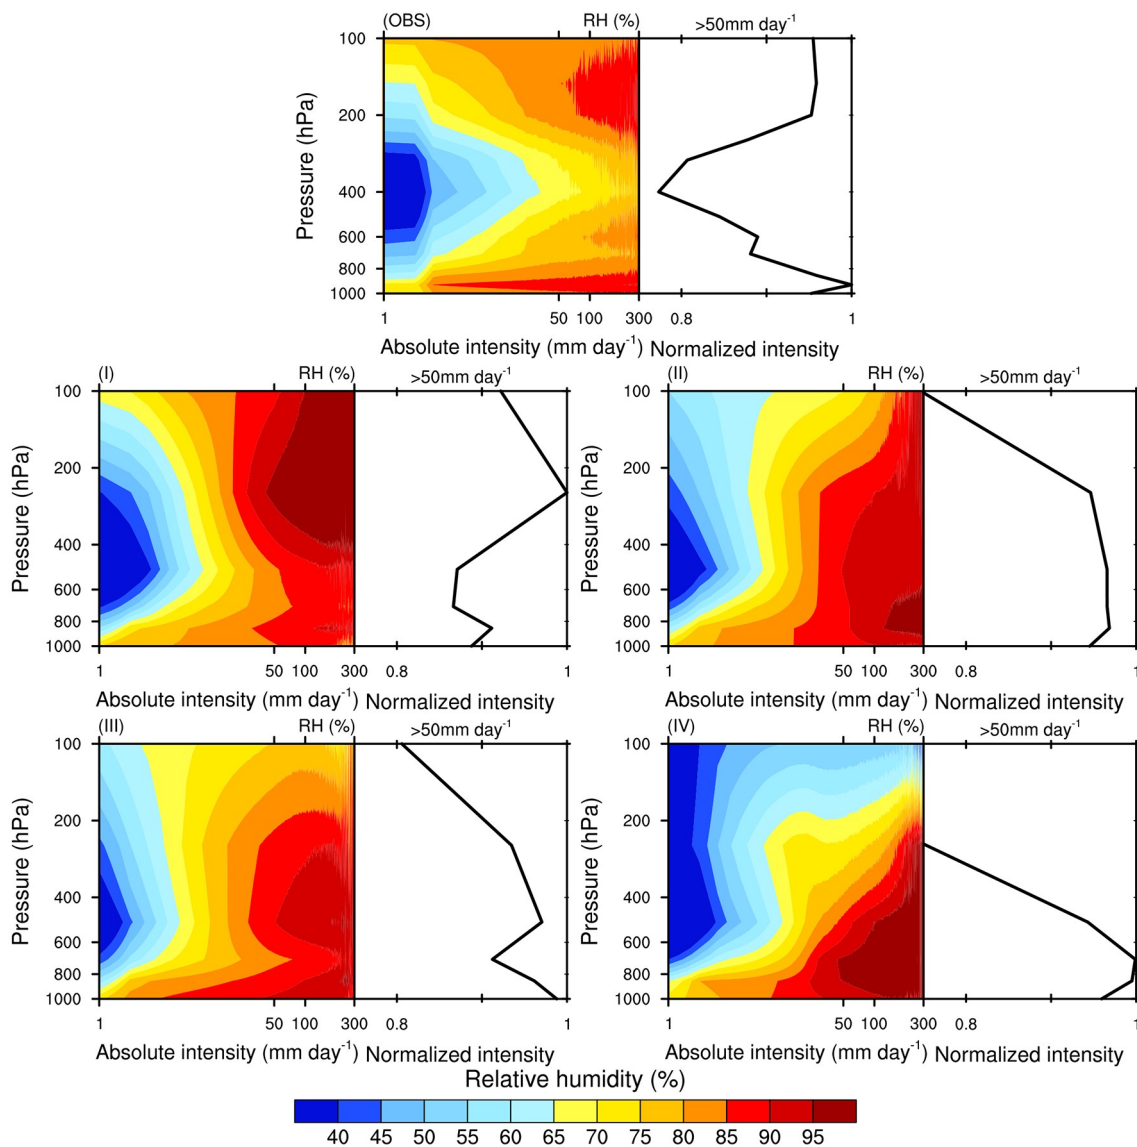 (OBS) RH (%) >50mm day-1
100
200
400
600
800
1000
Pressure (hPa)
1 50 100 300 0.8 1
Absolute intensity (mm day-1) Normalized intensity
(I) RH (%) >50mm day-1
100
200
400
600
800
1000
Pressure (hPa)
1 50 100 300 0.8 1
Absolute intensity (mm day-1) Normalized intensity
(II) RH (%) >50mm day-1
100
200
400
600
800
1000
Pressure (hPa)
1 50 100 300 0.8 1
Absolute intensity (mm day-1) Normalized intensity
(III) RH (%) >50mm day-1
100
200
400
600
800
1000
Pressure (hPa)
1 50 100 300 0.8 1
Absolute intensity (mm day-1) Normalized intensity
(IV) RH (%) >50mm day-1
100
200
400
600
800
1000
Pressure (hPa)
1 50 100 300 0.8 1
Absolute intensity (mm day-1) Normalized intensity
Relative humidity (%)
40 45 50 55 60 65 70 75 80 85 90 95